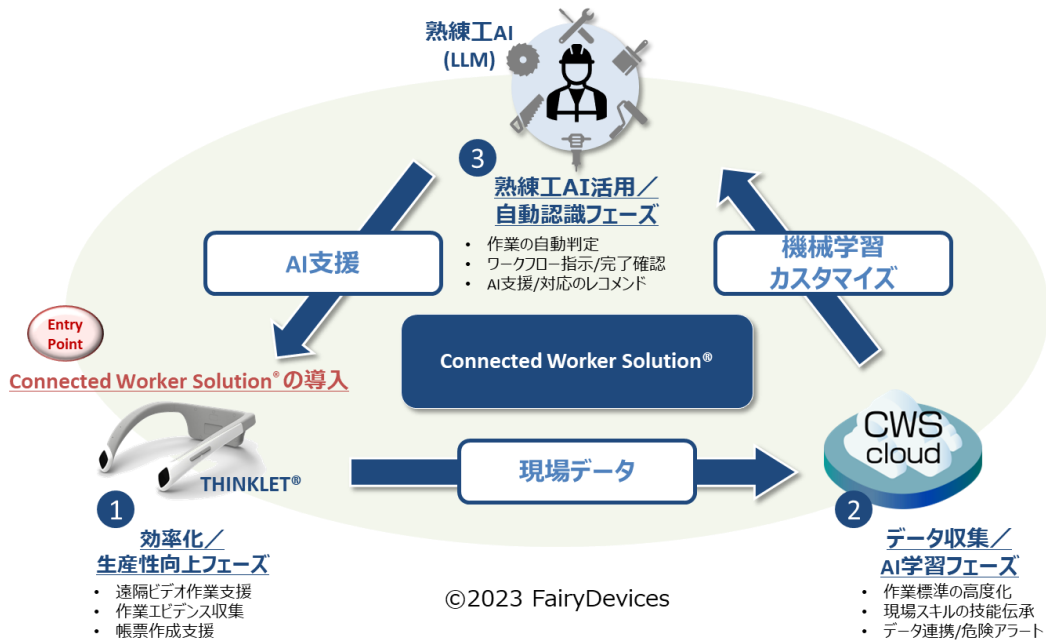 熟練工AI
(LLM)
3
熟練工AI活用／
自動認識フェーズ
• 作業の自動判定
• ワークフロー指示/完了確認
• AI支援/対応のレコメンド
AI支援
機械学習
カスタマイズ
Entry
Point
Connected Worker Solution®の導入
Connected Worker Solution®
THINKLET®
現場データ
CWS
cloud
1
効率化／
生産性向上フェーズ
• 遠隔ビデオ作業支援
• 作業エビデンス収集
• 帳票作成支援
2
データ収集／
AI学習フェーズ
• 作業標準の高度化
• 現場スキルの技能伝承
• データ連携/危険アラート
©2023 FairyDevices